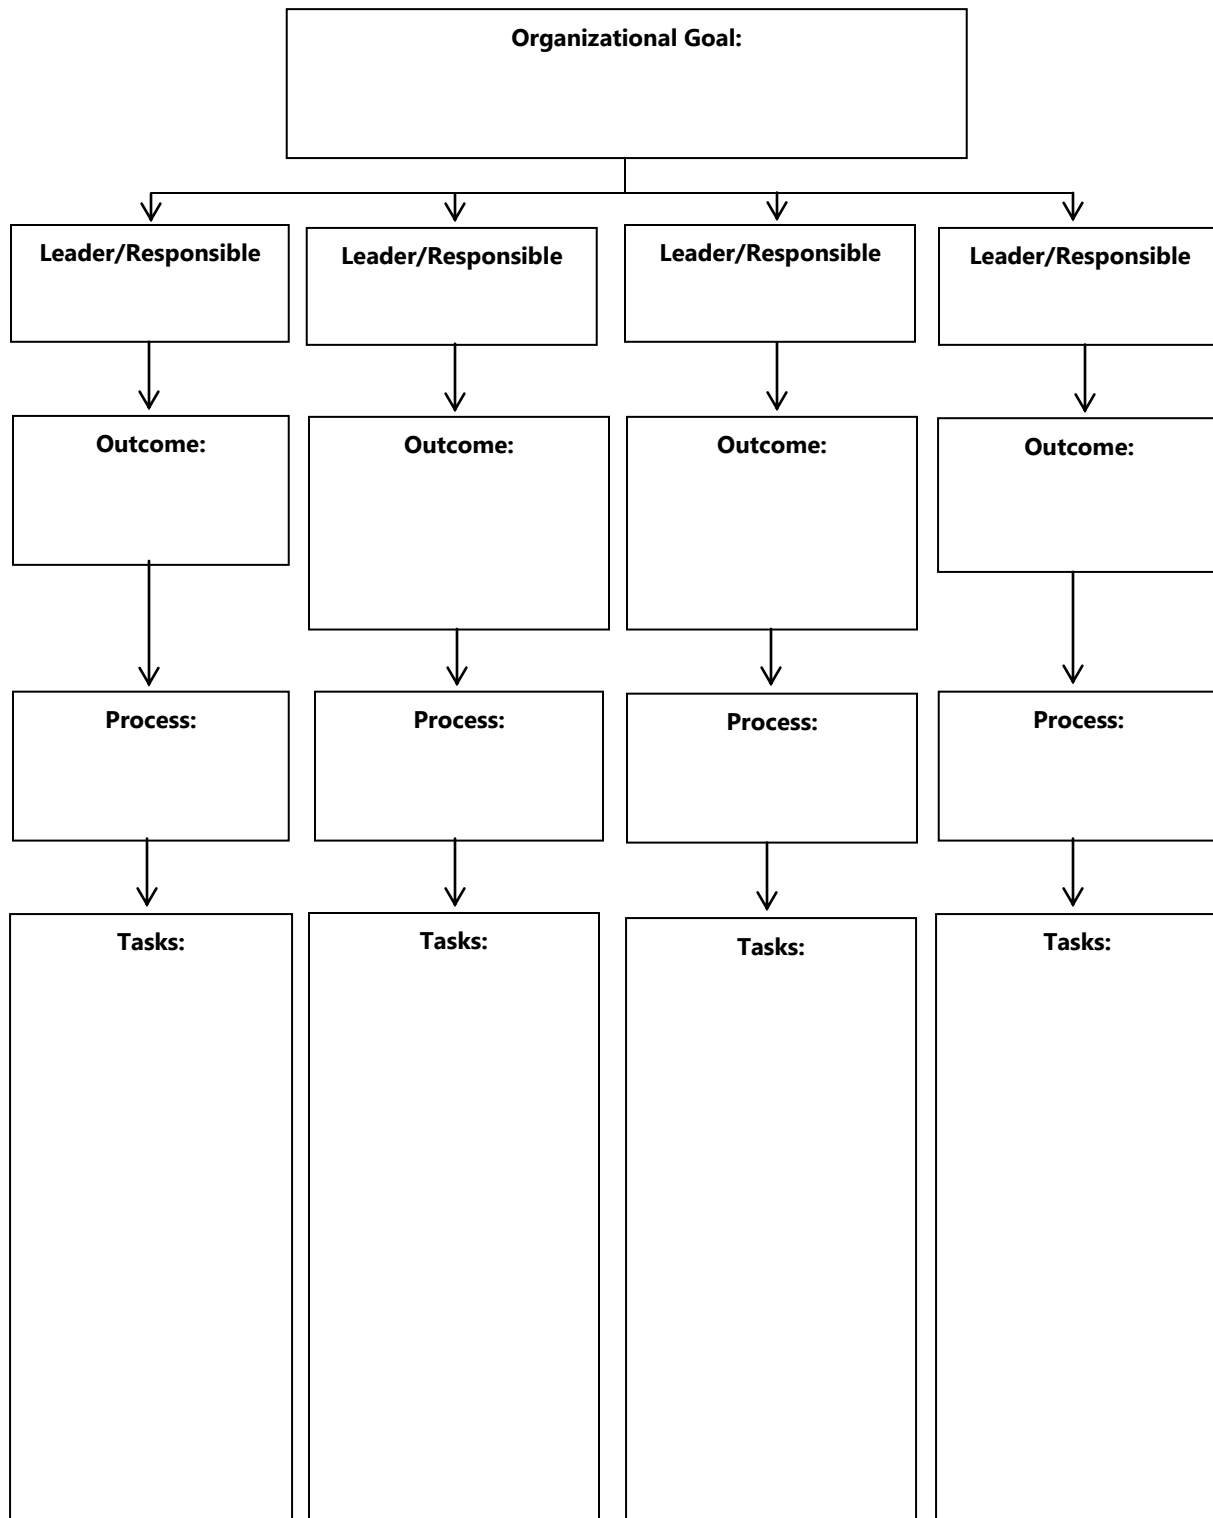 Organizational Goal:
Leader/Responsible
Leader/Responsible
Leader/Responsible
Leader/Responsible
Outcome:
Outcome:
Outcome:
Outcome:
Process:
Process:
Process:
Process:
Tasks:
Tasks:
Tasks:
Tasks: